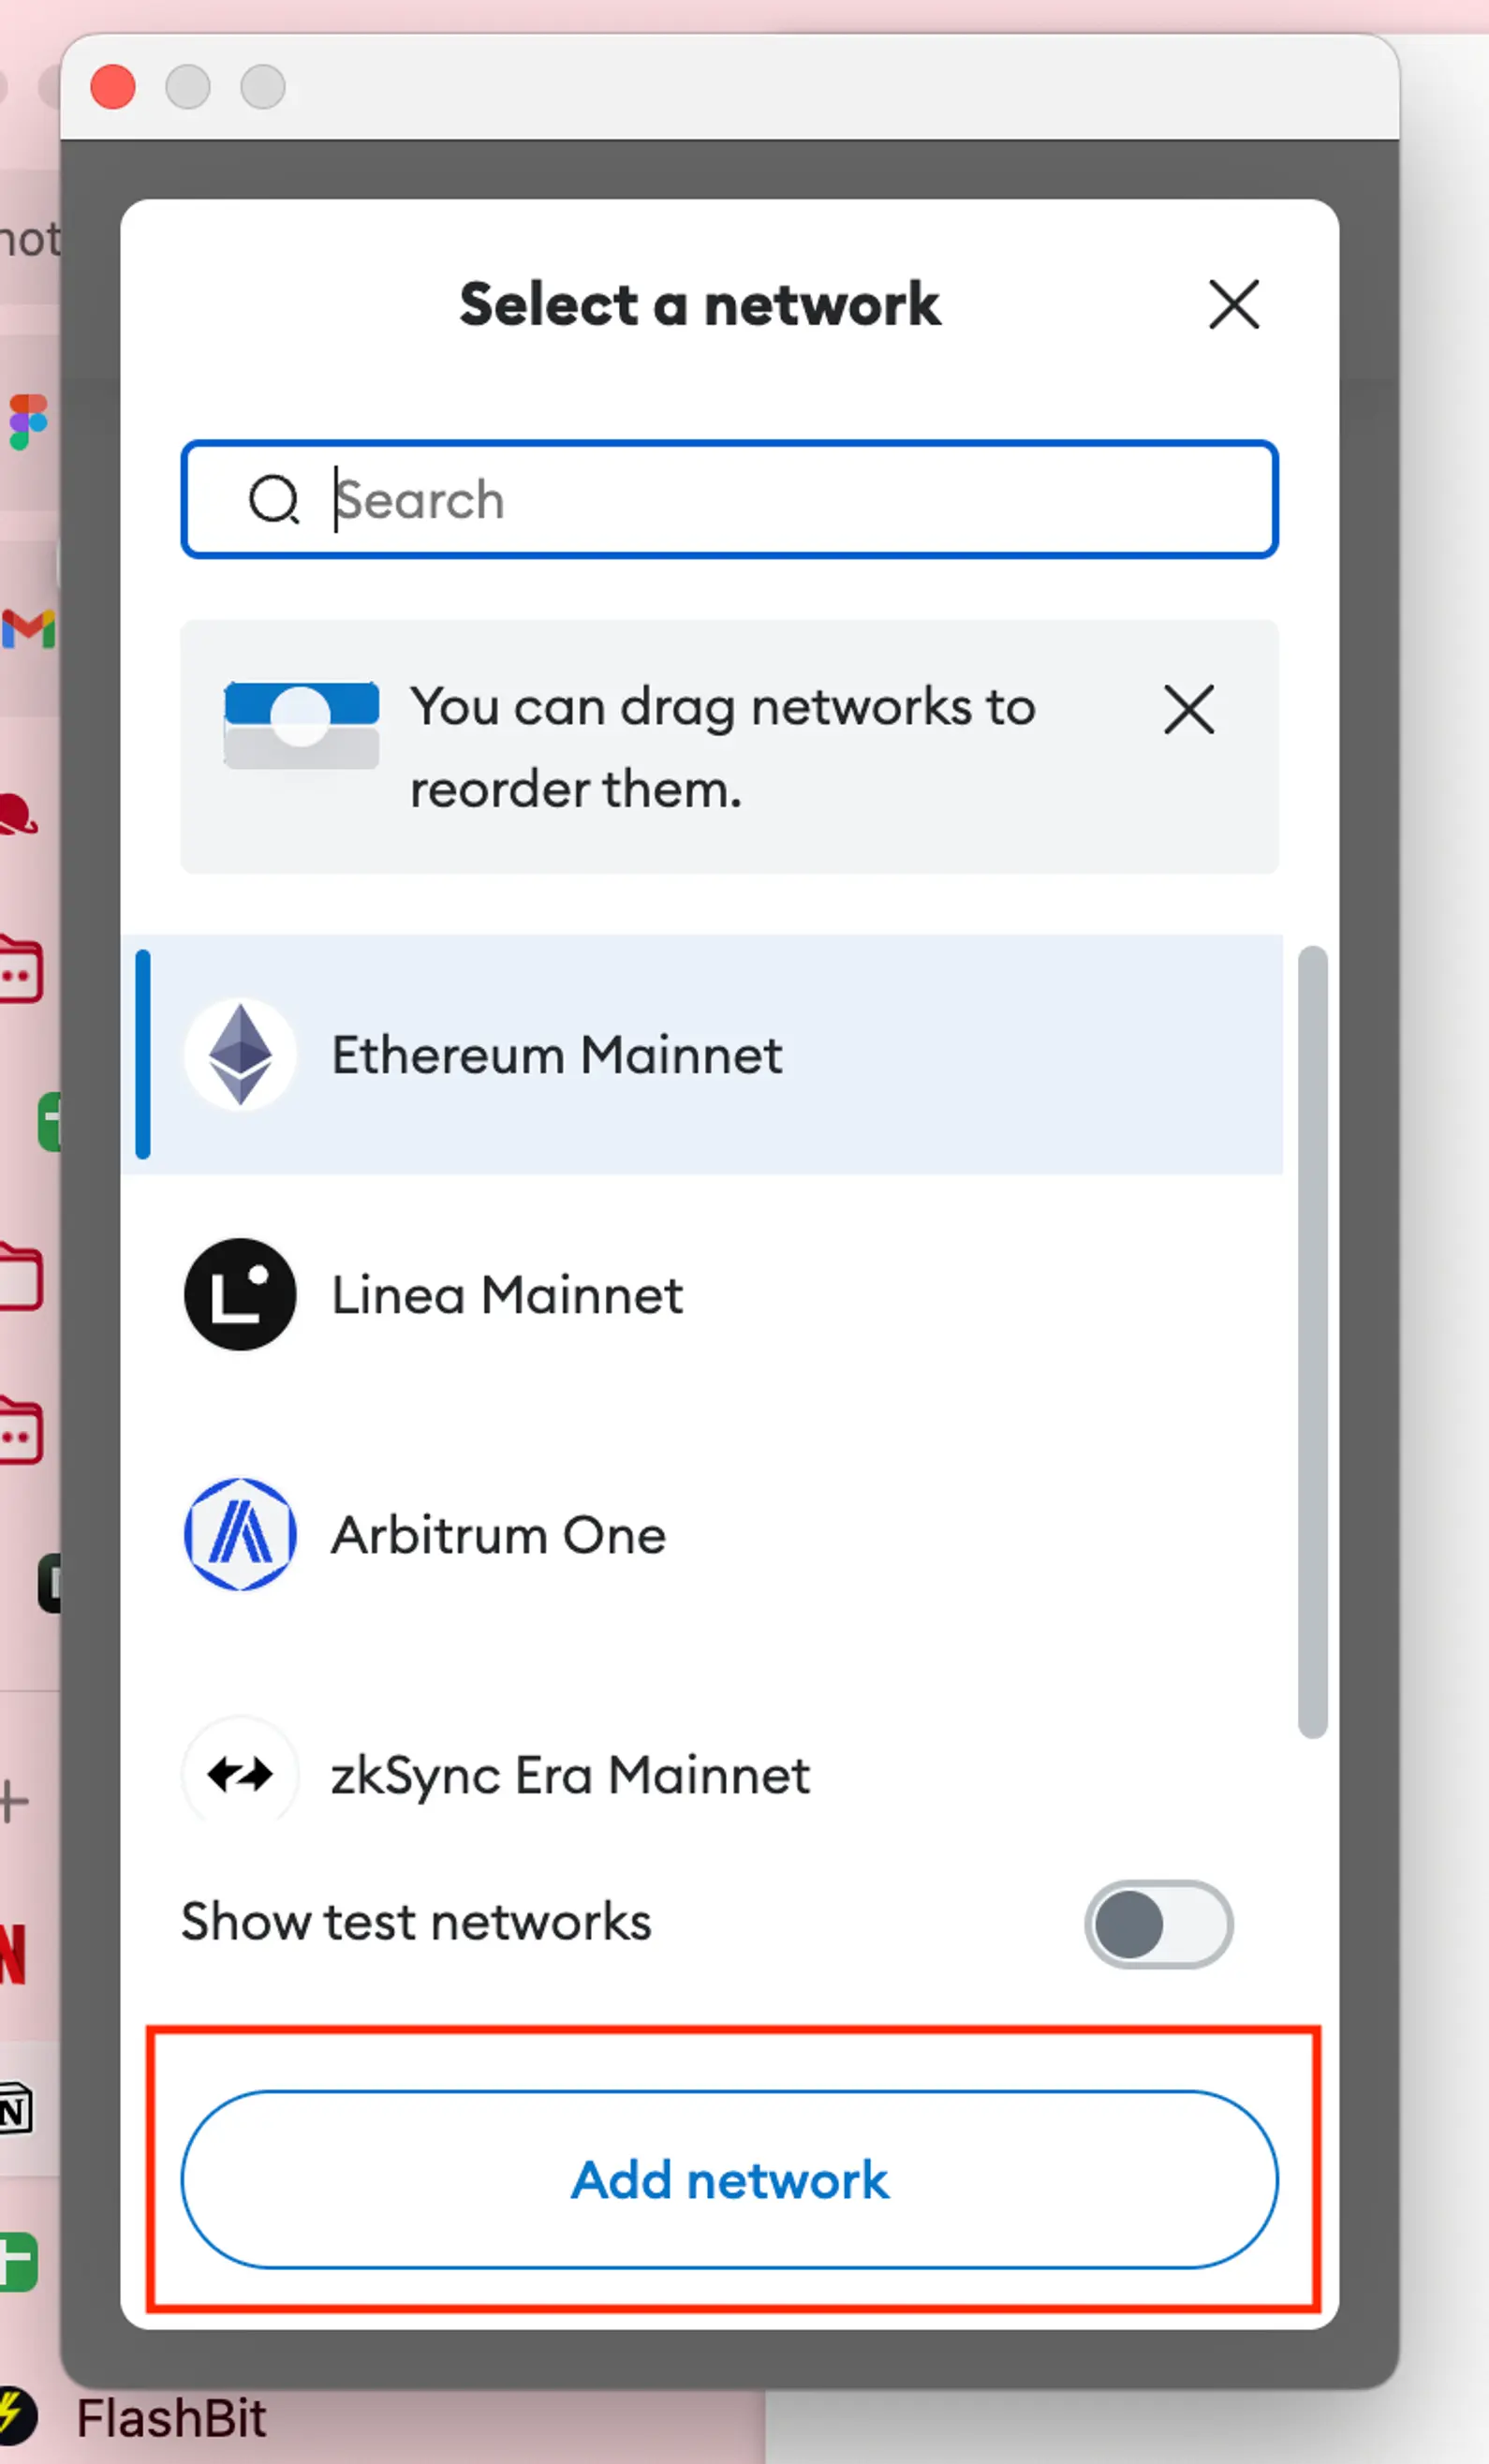 Select a network
Search
You can drag networks to
reorder them.
Ethereum Mainnet
Linea Mainnet
Arbitrum One
zkSync Era Mainnet
Show test networks
Add network
FlashBit